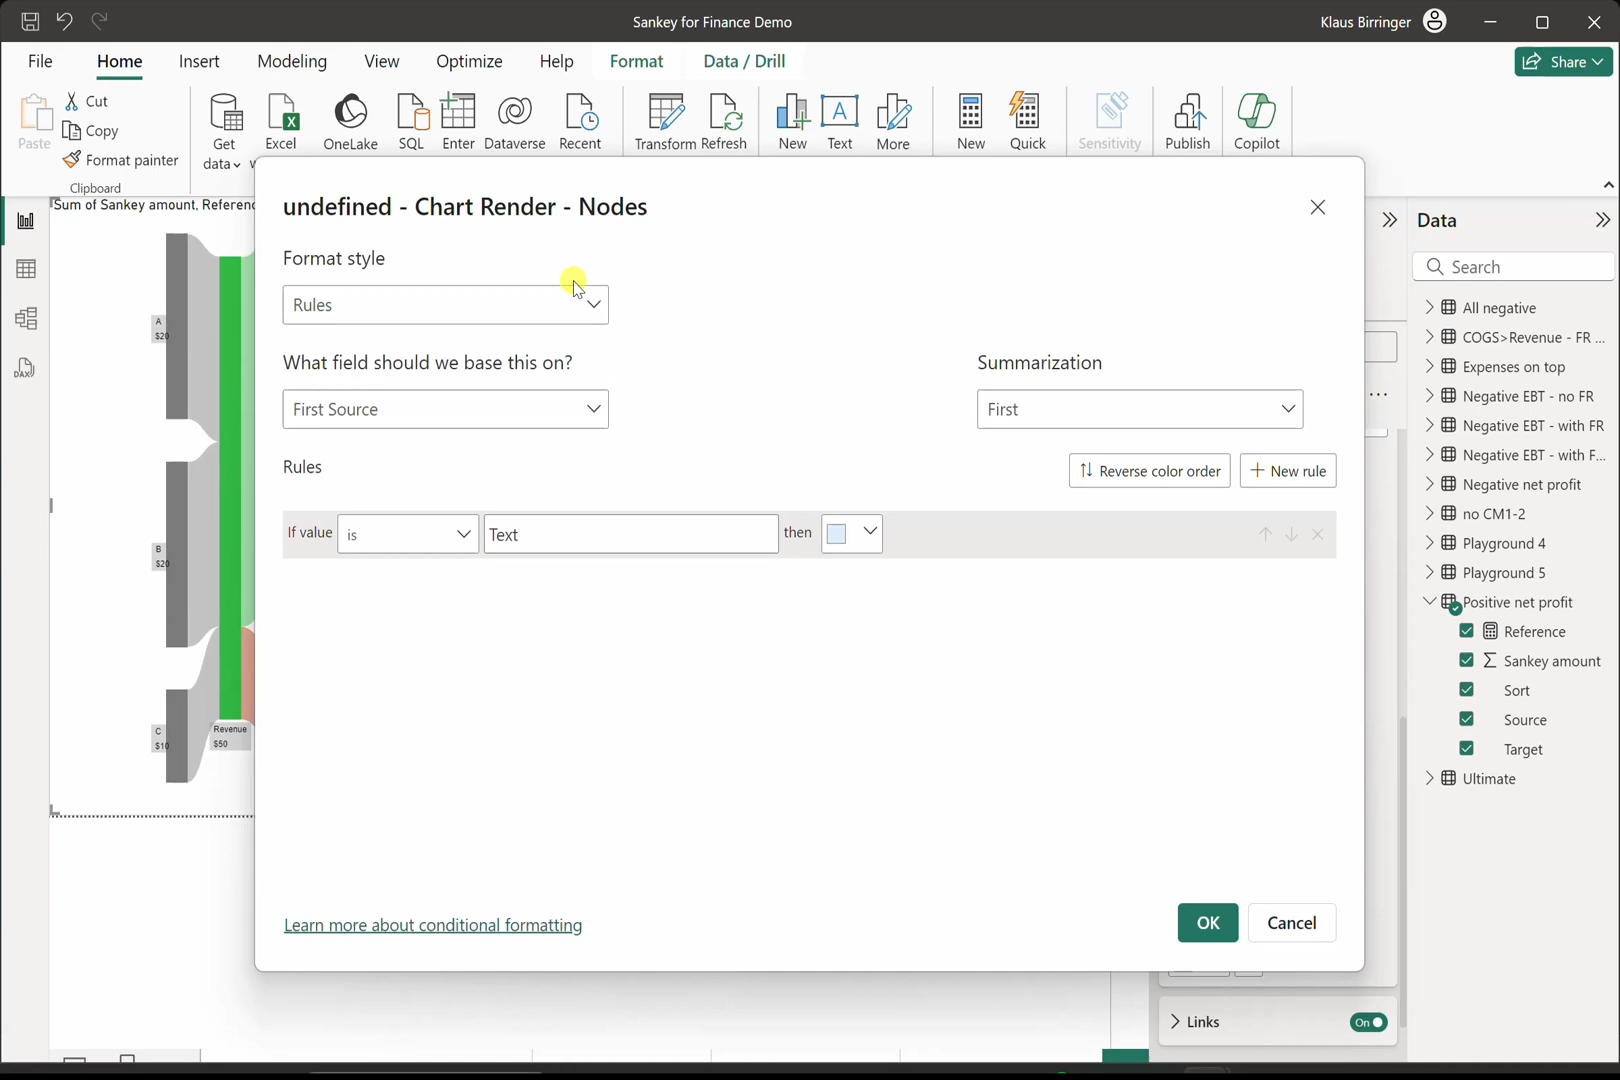 Sankey for Finance Demo
Klaus Birringer
File Home Insert Modeling View Optimize Help Format Data / Drill
Share
Paste
Cut
Copy
Format painter
Clipboard
Get
data
Excel
OneLake
SQL
Enter
Dataverse
Recent
Transform
Refresh
New
Text
More
New
Quick
Sensitivity
Publish
Copilot
Sum of Sankey amount, Referenc
A
$20
B
$20
C
$10
Revenue
$50
undefined - Chart Render - Nodes
Format style
Rules
What field should we base this on?
First Source
Summarization
First
Rules
Reverse color order
New rule
If value is Text then
Learn more about conditional formatting
OK
Cancel
Links
On
Data
Search
All negative
COGS>Revenue - FR ...
Expenses on top
Negative EBT - no FR
Negative EBT - with FR
Negative EBT - with F...
Negative net profit
no CM1-2
Playground 4
Playground 5
Positive net profit
Reference
Sankey amount
Sort
Source
Target
Ultimate